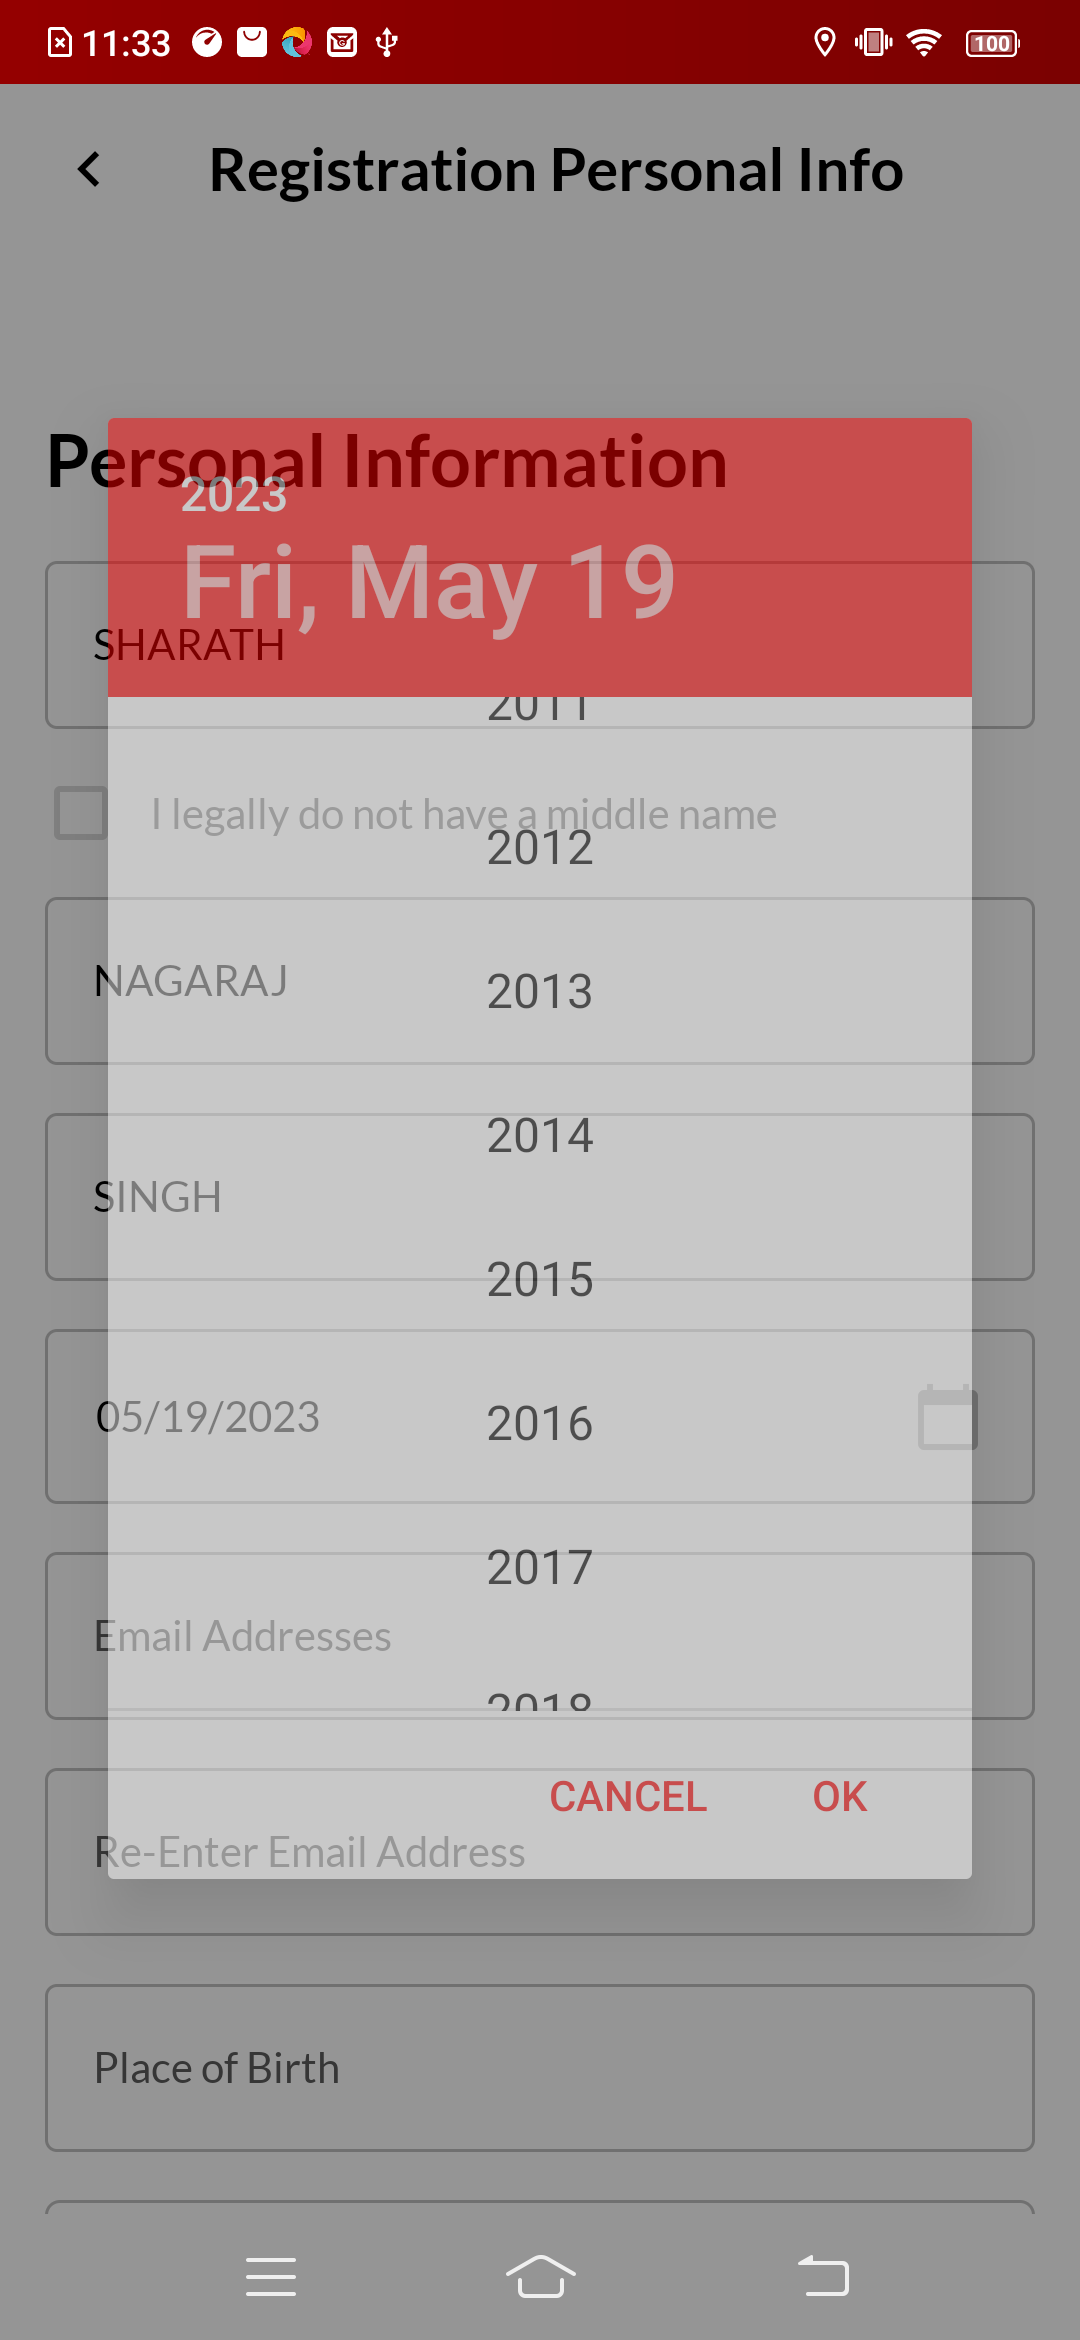 11:33
100
Registration Personal Info
Personal Information
2023
Fri, May 19
SHARATH
2011
I legally do not have a middle name
2012
NAGARAJ
2013
2014
SINGH
2015
05/19/2023
2016
2017
Email Addresses
2018
CANCEL OK
Re-Enter Email Address
Place of Birth